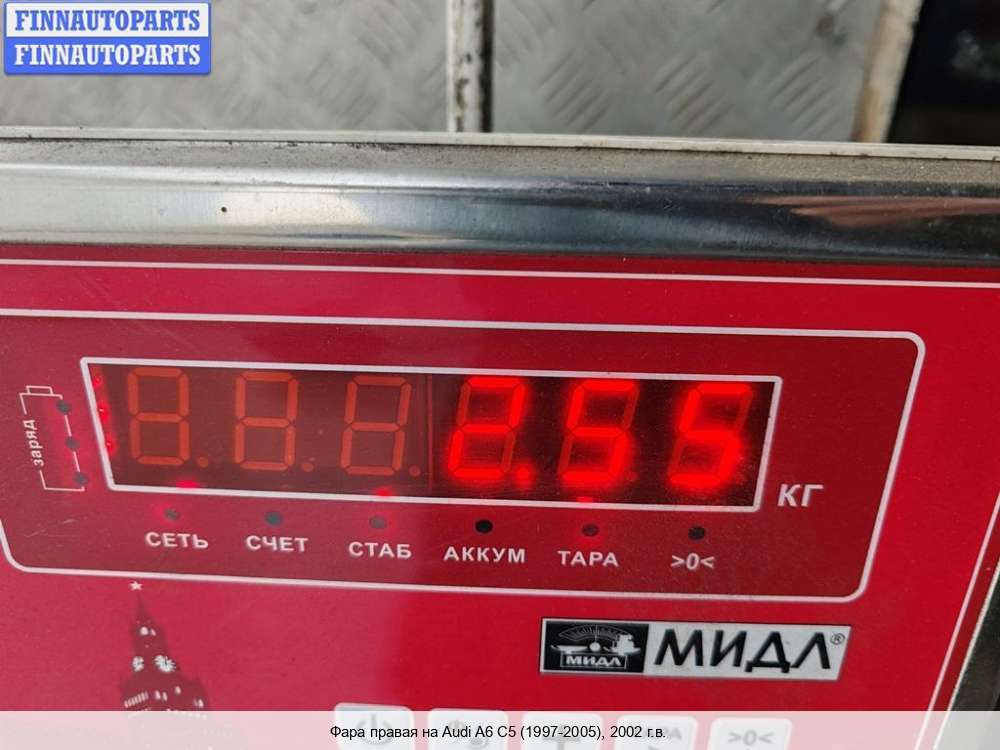 FINNAUTOPARTS
FINNAUTOPARTS
2.55
заряд
КГ
СЕТЬ СЧЕТ СТАБ АККУМ ТАРА >0<
МИДЛ МИДЛ®
>0<
Фара правая на Audi A6 C5 (1997-2005), 2002 г.в.